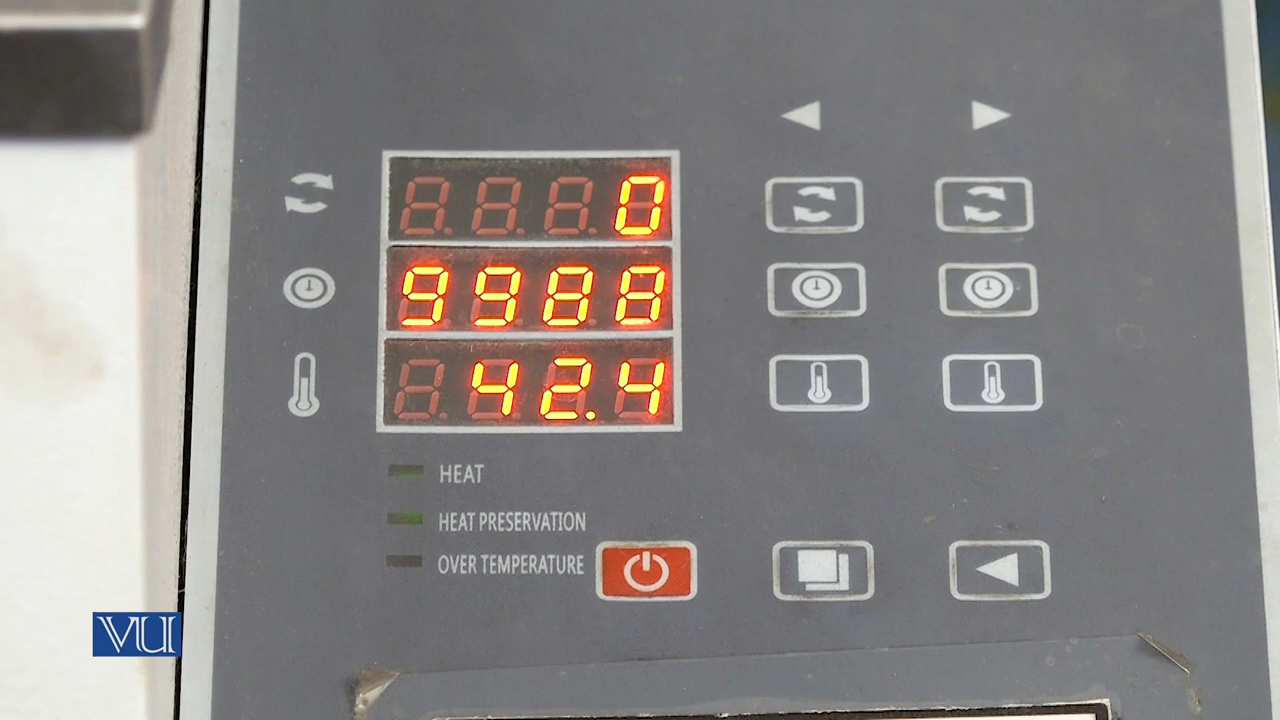 0
9988
42.4
HEAT
HEAT PRESERVATION
OVER TEMPERATURE
VU